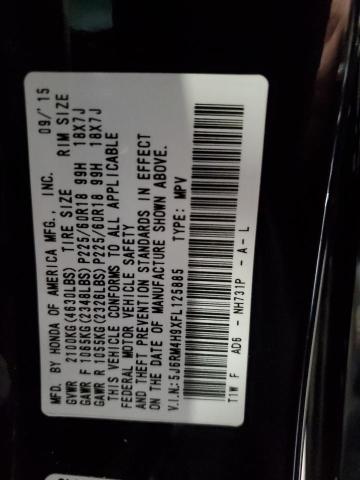 MFD. BY HONDA OF AMERICA MFG., INC. 09/'15
GVWR 2100KG(4630LBS) TIRE SIZE RIM SIZE
GAWR F 1065KG(2348LBS) P225/60R18 99H 18X7J
GAWR R 1055KG(2326LBS) P225/60R18 99H 18X7J
THIS VEHICLE CONFORMS TO ALL APPLICABLE
FEDERAL MOTOR VEHICLE SAFETY, BUMPER,
AND THEFT PREVENTION STANDARDS IN EFFECT
ON THE DATE OF MANUFACTURE SHOWN ABOVE.
V.I.N.: 5J6RM4H9XFL125885 TYPE: MPV
T1W F AD6 - NH731P - A - L